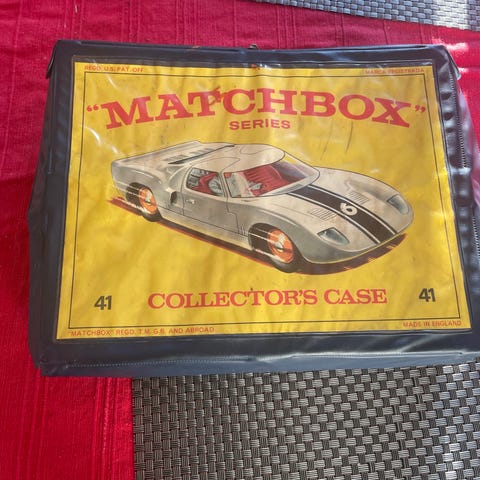 REGD. U.S. PAT. OFF. MARCA REGISTRADA
"MATCHBOX"
SERIES
6
41 COLLECTOR'S CASE 41
"MATCHBOX" REGD. T.M. G.B. AND ABROAD MADE IN ENGLAND